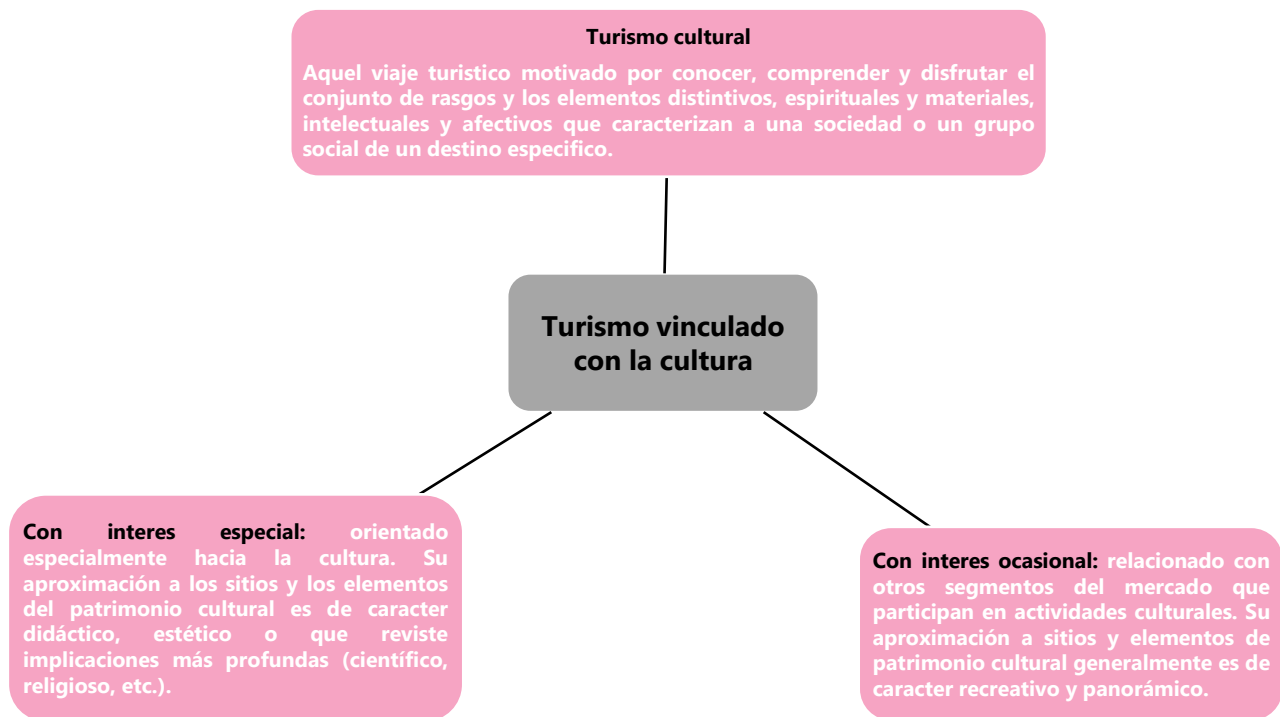 Turismo cultural
Aquel viaje turistico motivado por conocer, comprender y disfrutar el
conjunto de rasgos y los elementos distintivos, espirituales y materiales,
intelectuales y afectivos que caracterizan a una sociedad o un grupo
social de un destino especifico.
Turismo vinculado
con la cultura
Con interes especial: orientado
especialmente hacia la cultura. Su
aproximación a los sitios y los elementos
del patrimonio cultural es de caracter
didáctico, estético o que reviste
implicaciones más profundas (científico,
religioso, etc.).
Con interes ocasional: relacionado con
otros segmentos del mercado que
participan en actividades culturales. Su
aproximación a sitios y elementos de
patrimonio cultural generalmente es de
caracter recreativo y panorámico.